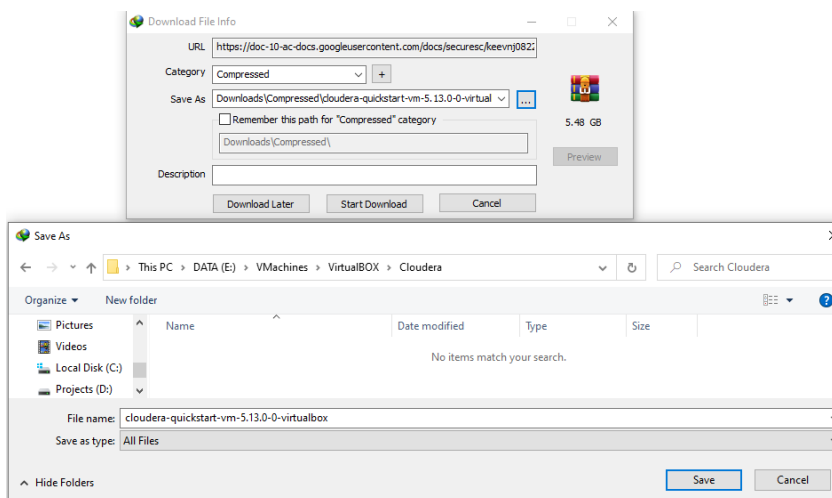 Download File Info
URL https://doc-10-ac-docs.googleusercontent.com/docs/securesc/keevnj082
Category Compressed +
Save As Downloads\Compressed\cloudera-quickstart-vm-5.13.0-0-virtual ...
Remember this path for "Compressed" category
5.48 GB
Downloads\Compressed\
Preview
Description
Download Later Start Download Cancel
Save As
This PC > DATA (E:) > VMachines > VirtualBOX > Cloudera Search Cloudera
Organize New folder ?
Pictures Name Date modified Type Size
Videos No items match your search.
Local Disk (C:)
Projects (D:)
File name: cloudera-quickstart-vm-5.13.0-0-virtualbox
Save as type: All Files
Hide Folders Save Cancel